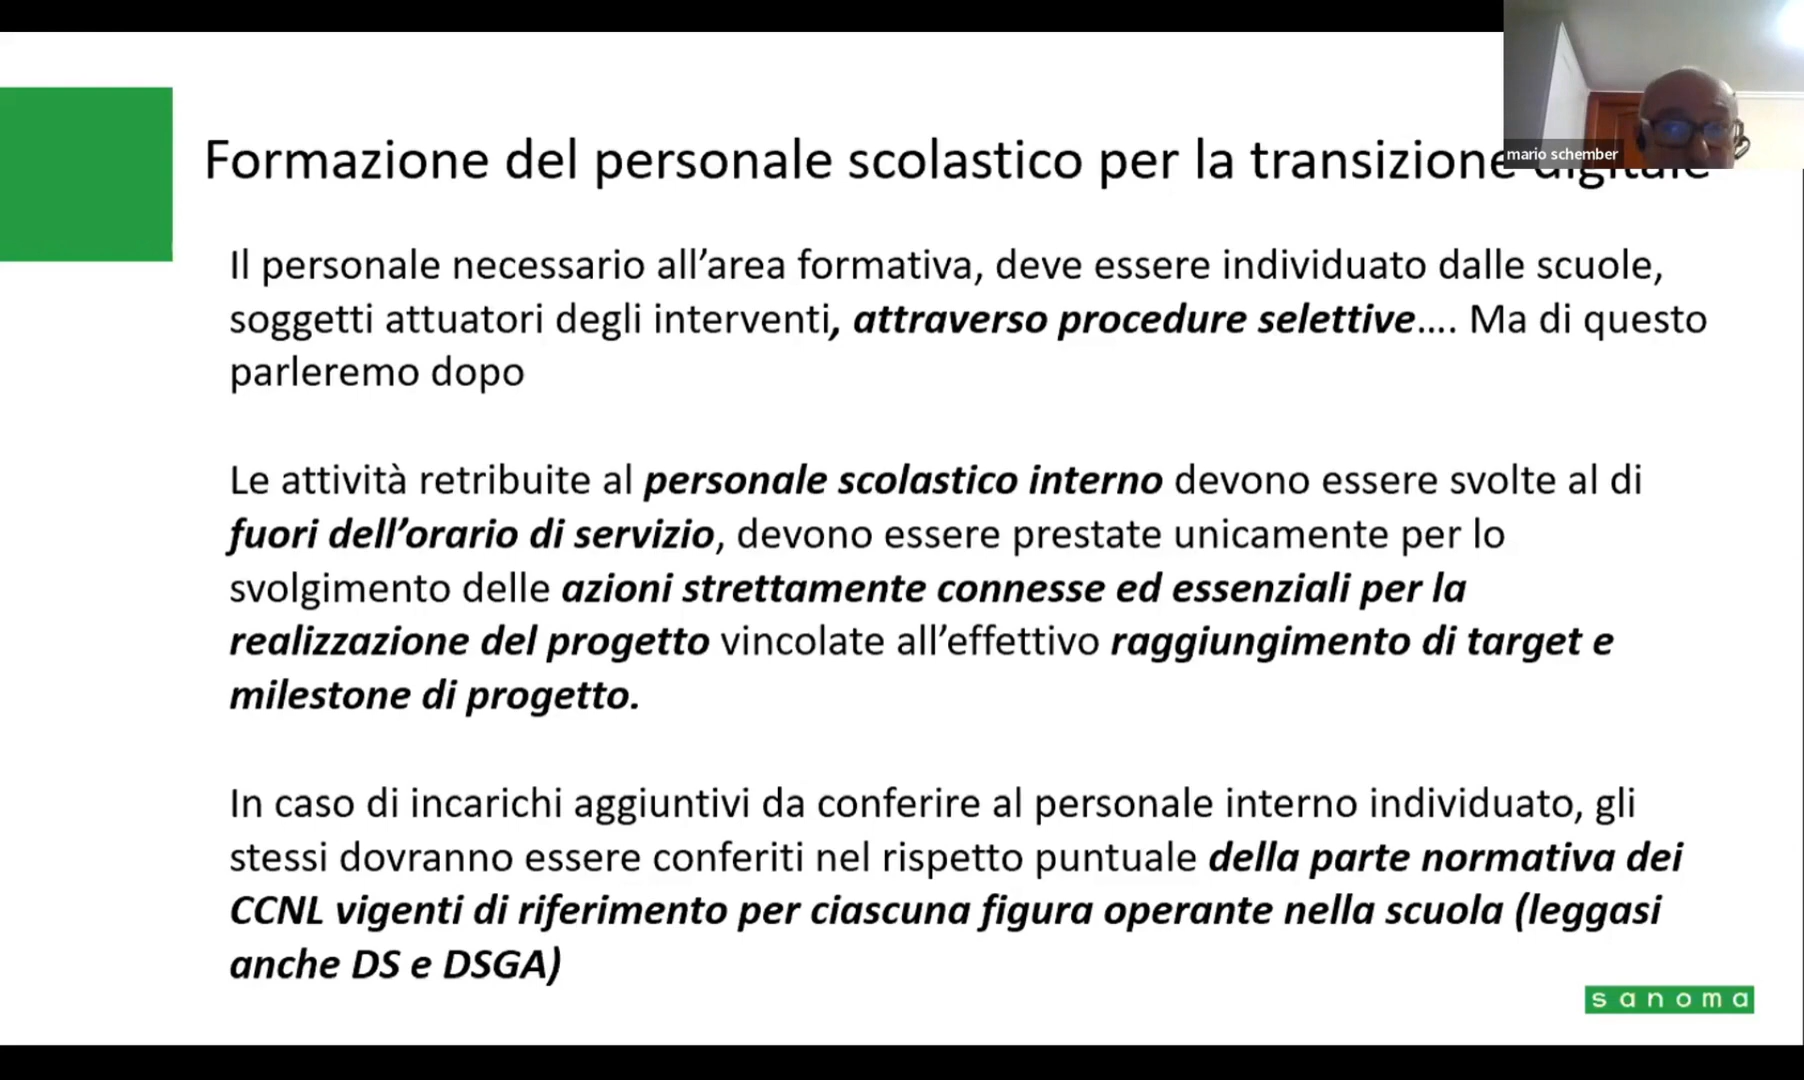 Formazione del personale scolastico per la transizione digitale
mario schember
Il personale necessario all’area formativa, deve essere individuato dalle scuole,
soggetti attuatori degli interventi, attraverso procedure selettive…. Ma di questo
parleremo dopo
Le attività retribuite al personale scolastico interno devono essere svolte al di
fuori dell’orario di servizio, devono essere prestate unicamente per lo
svolgimento delle azioni strettamente connesse ed essenziali per la
realizzazione del progetto vincolate all’effettivo raggiungimento di target e
milestone di progetto.
In caso di incarichi aggiuntivi da conferire al personale interno individuato, gli
stessi dovranno essere conferiti nel rispetto puntuale della parte normativa dei
CCNL vigenti di riferimento per ciascuna figura operante nella scuola (leggasi
anche DS e DSGA)
sanoma